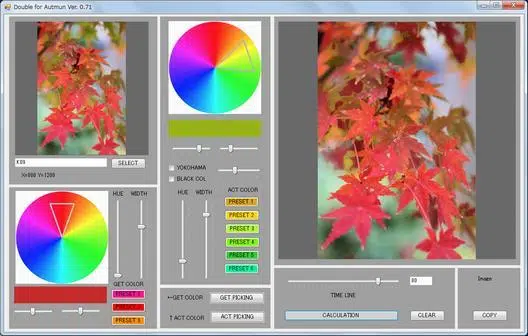 Double for Autmun Ver. 0.71
SELECT
X=800 Y=1200
HUE WIDTH
GET COLOR
PRESET 1
PRESET 2
PRESET 3
YOKOHAMA
BLACK COL
HUE WIDTH ACT COLOR
PRESET 1
PRESET 2
PRESET 3
PRESET 4
PRESET 5
PRESET 6
←GET COLOR GET PICKING
↑ACT COLOR ACT PICKING
80
TIME LINE
CALCULATION CLEAR
Imagen
COPY